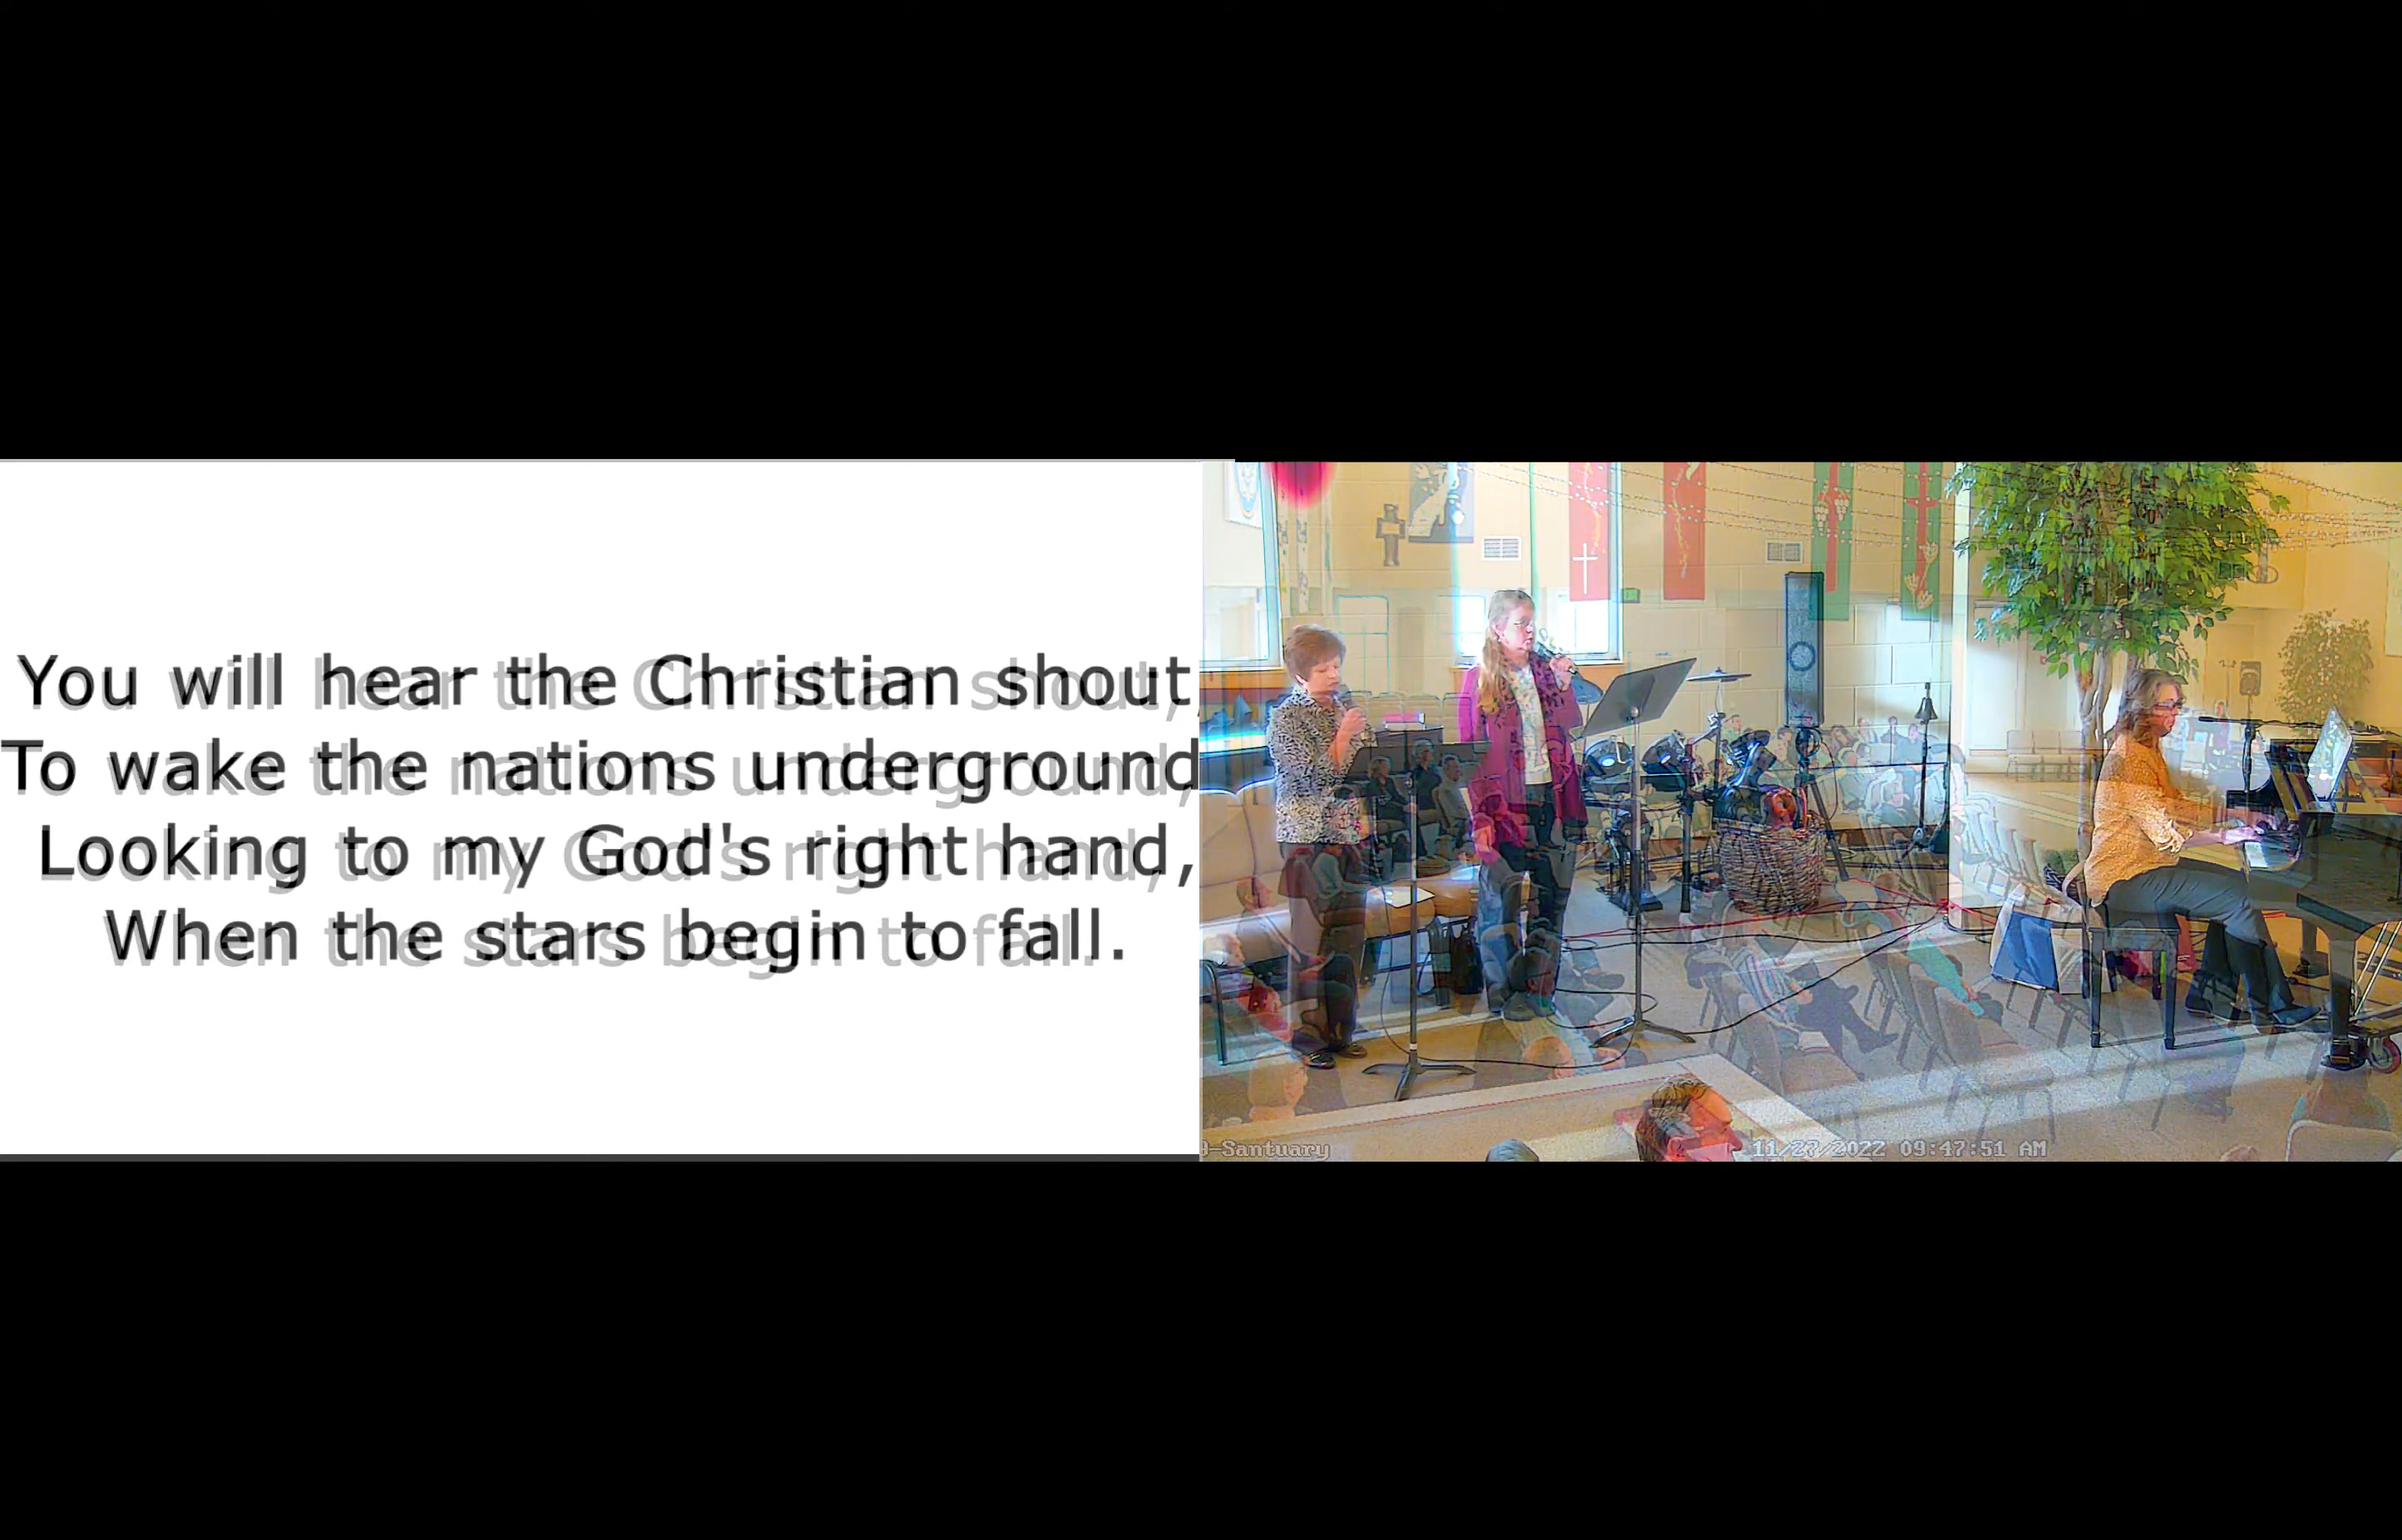 You will hear the Christian shout,
To wake the nations underground,
Looking to my God's right hand,
When the stars begin to fall.
-Santuary
11/27/2022 09:47:51 AM